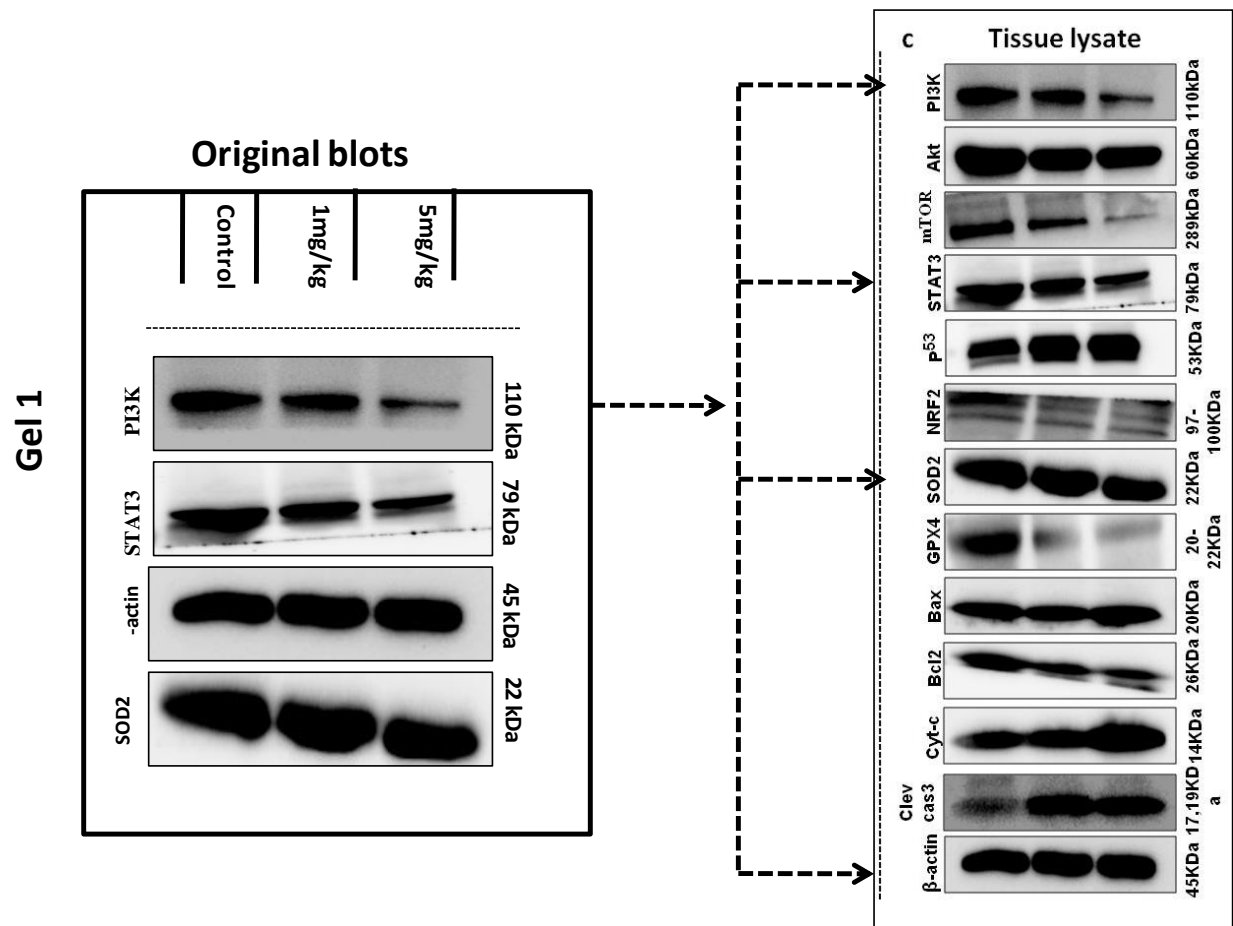 Original blots
Gel 1
Control
1mg/kg
5mg/kg
PI3K
110 kDa
STAT3
79 kDa
-actin
45 kDa
SOD2
22 kDa
c
Tissue lysate
PI3K
110kDa
Akt
60kDa
mTOR
289kDa
STAT3
79kDa
P53
53KDa
NRF2
97-
100KDa
SOD2
22KDa
GPX4
20-
22KDa
Bax
20KDa
Bcl2
26KDa
Cyt-c
14KDa
Clev
cas3
17,19KD
a
β-actin
45KDa